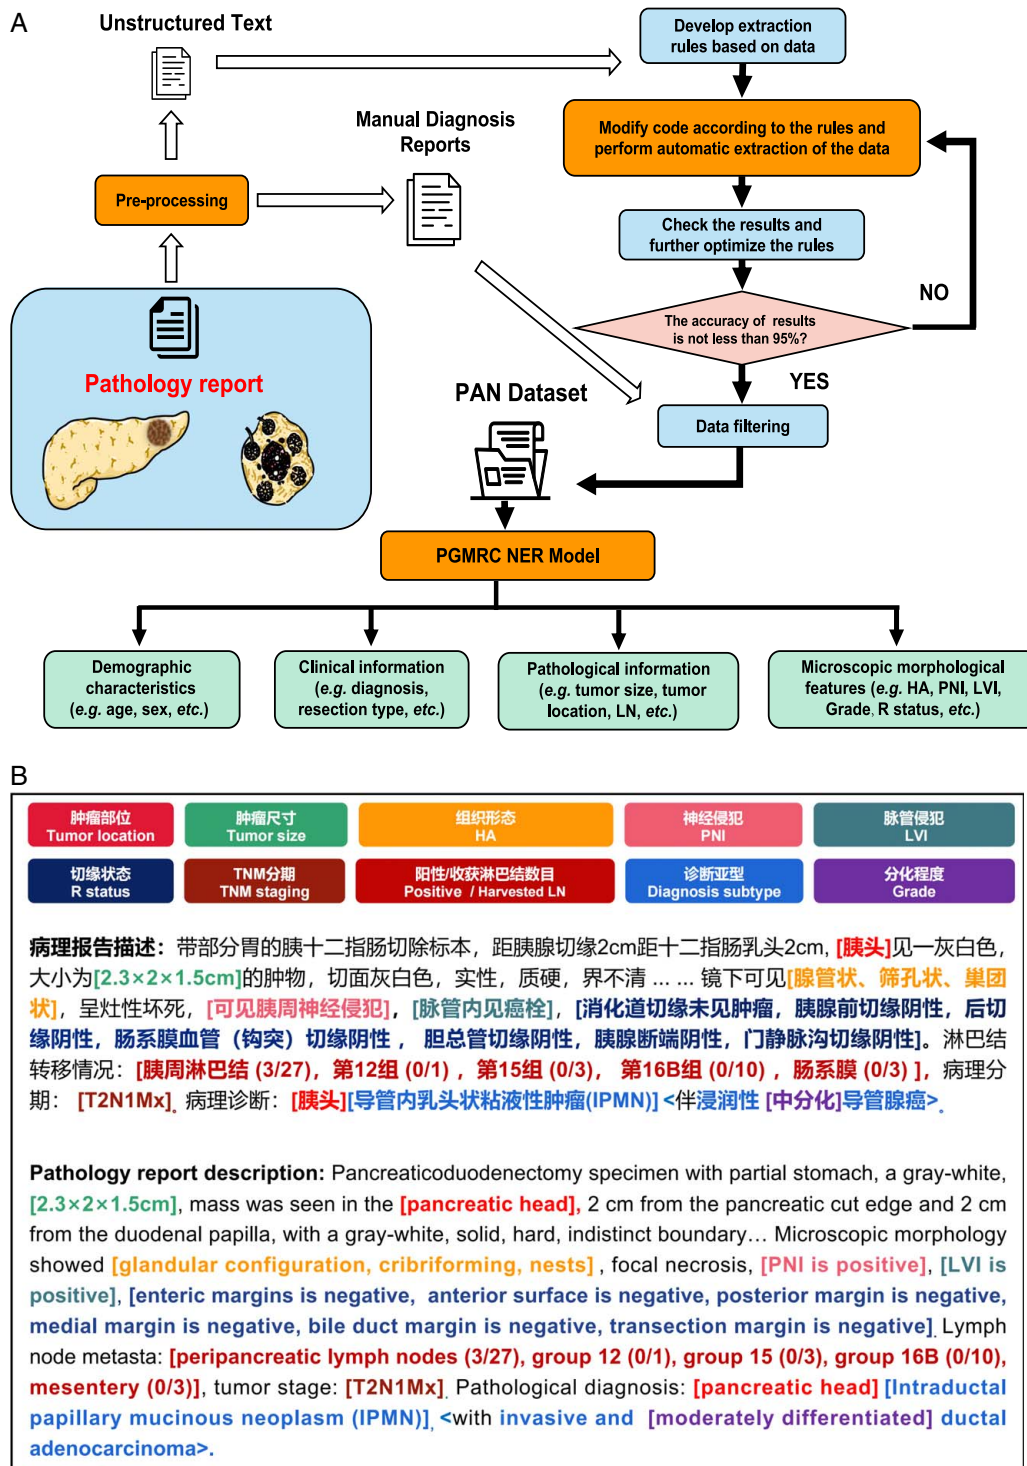 A
Unstructured Text
Develop extraction
rules based on data
Manual Diagnosis
Reports
Modify code according to the rules and
perform automatic extraction of the data
Pre-processing
Check the results and
further optimize the rules
NO
The accuracy of results
is not less than 95%?
Pathology report
YES
PAN Dataset
Data filtering
PGMRC NER Model
Demographic
characteristics
(e.g. age, sex, etc.)
Clinical information
(e.g. diagnosis,
resection type, etc.)
Pathological information
(e.g. tumor size, tumor
location, LN, etc.)
Microscopic morphological
features (e.g. HA, PNI, LVI,
Grade, R status, etc.)
B
肿瘤部位
Tumor location
肿瘤尺寸
Tumor size
组织形态
HA
神经侵犯
PNI
脉管侵犯
LVI
切缘状态
R status
TNM分期
TNM staging
阳性/收获淋巴结数目
Positive / Harvested LN
诊断亚型
Diagnosis subtype
分化程度
Grade
病理报告描述：带部分胃的胰十二指肠切除标本，距胰腺切缘2cm距十二指肠乳头2cm, [胰头]见一灰白色,
大小为[2.3×2×1.5cm]的肿物，切面灰白色，实性，质硬，界不清 ... ... 镜下可见[腺管状、筛孔状、巢团
状]，呈灶性坏死，[可见胰周神经侵犯]，[脉管内见癌栓]，[消化道切缘未见肿瘤，胰腺前切缘阴性，后切
缘阴性，肠系膜血管（钩突）切缘阴性 ，胆总管切缘阴性，胰腺断端阴性，门静脉沟切缘阴性]。淋巴结
转移情况：[胰周淋巴结 (3/27)，第12组 (0/1) ，第15组 (0/3)，第16B组 (0/10) ，肠系膜 (0/3) ]，病理分
期：[T2N1Mx]。病理诊断：[胰头][导管内乳头状粘液性肿瘤(IPMN)] <伴浸润性 [中分化]导管腺癌>。
Pathology report description: Pancreaticoduodenectomy specimen with partial stomach, a gray-white,
[2.3×2×1.5cm], mass was seen in the [pancreatic head], 2 cm from the pancreatic cut edge and 2 cm
from the duodenal papilla, with a gray-white, solid, hard, indistinct boundary... Microscopic morphology
showed [glandular configuration, cribriforming, nests] , focal necrosis, [PNI is positive], [LVI is
positive], [enteric margins is negative, anterior surface is negative, posterior margin is negative,
medial margin is negative, bile duct margin is negative, transection margin is negative]. Lymph
node metasta: [peripancreatic lymph nodes (3/27), group 12 (0/1), group 15 (0/3), group 16B (0/10),
mesentery (0/3)], tumor stage: [T2N1Mx]. Pathological diagnosis: [pancreatic head] [Intraductal
papillary mucinous neoplasm (IPMN)], <with invasive and [moderately differentiated] ductal
adenocarcinoma>.